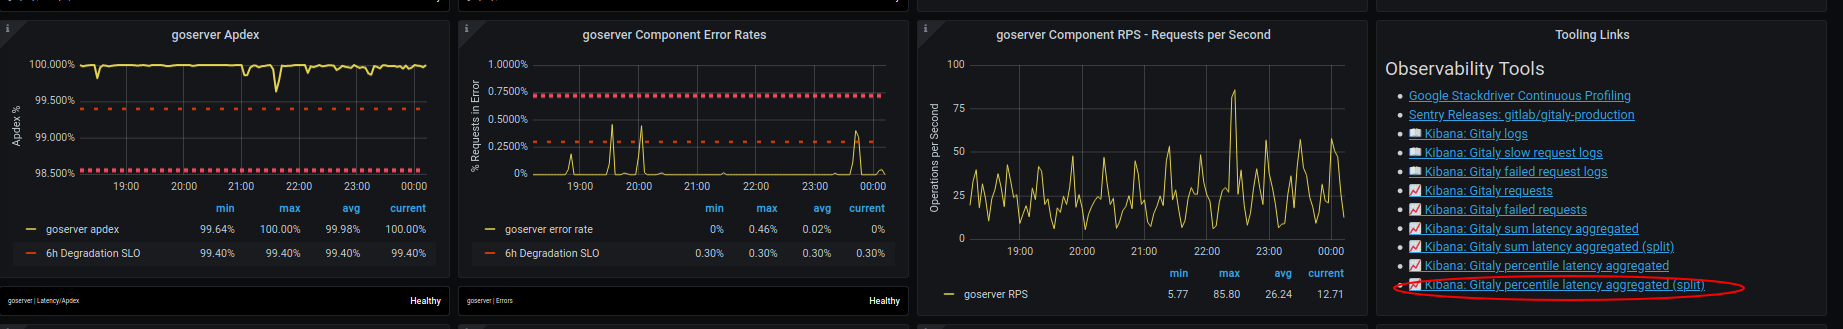 Healthy
Healthy
i
goserver Apdex
100.000%
99.500%
99.000%
98.500%
Apdex %
19:00 20:00 21:00 22:00 23:00 00:00
min max avg current
goserver apdex 99.64% 100.00% 99.98% 100.00%
6h Degradation SLO 99.40% 99.40% 99.40% 99.40%
goserver | Latency/Apdex Healthy
i
goserver Component Error Rates
1.0000%
0.7500%
0.5000%
0.2500%
0%
% Requests in Error
19:00 20:00 21:00 22:00 23:00 00:00
min max avg current
goserver error rate 0% 0.46% 0.02% 0%
6h Degradation SLO 0.30% 0.30% 0.30% 0.30%
goserver | Errors Healthy
i
goserver Component RPS - Requests per Second
100
75
50
25
0
Operations per Second
19:00 20:00 21:00 22:00 23:00 00:00
min max avg current
goserver RPS 5.77 85.80 26.24 12.71
Tooling Links
Observability Tools
Google Stackdriver Continuous Profiling
Sentry Releases: gitlab/gitaly-production
Kibana: Gitaly logs
Kibana: Gitaly slow request logs
Kibana: Gitaly failed request logs
Kibana: Gitaly requests
Kibana: Gitaly failed requests
Kibana: Gitaly sum latency aggregated
Kibana: Gitaly sum latency aggregated (split)
Kibana: Gitaly percentile latency aggregated
Kibana: Gitaly percentile latency aggregated (split)